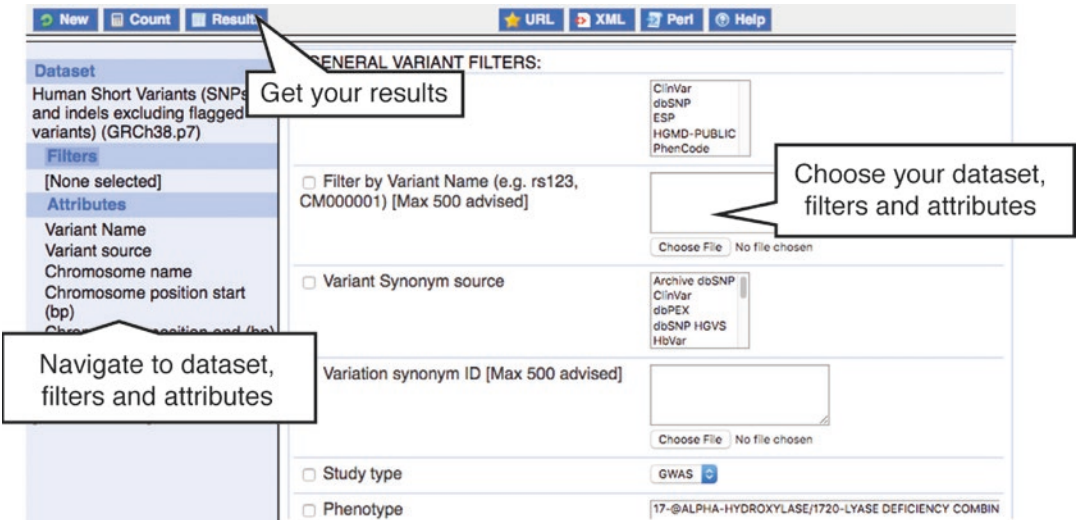 New Count Results URL XML Perl Help
Dataset
Human Short Variants (SNPs
and indels excluding flagged
variants) (GRCh38.p7)
Filters
[None selected]
Attributes
Variant Name
Variant source
Chromosome name
Chromosome position start
(bp)
Navigate to dataset,
filters and attributes
Get your results
GENERAL VARIANT FILTERS:
ClinVar
dbSNP
ESP
HGMD-PUBLIC
PhenCode
Filter by Variant Name (e.g. rs123,
CM000001) [Max 500 advised]
Choose your dataset,
filters and attributes
Choose File No file chosen
Variant Synonym source
Archive dbSNP
ClinVar
dbPEX
dbSNP HGVS
HbVar
Variation synonym ID [Max 500 advised]
Choose File No file chosen
Study type GWAS
Phenotype 17-@ALPHA-HYDROXYLASE/1720-LYASE DEFICIENCY COMBIN